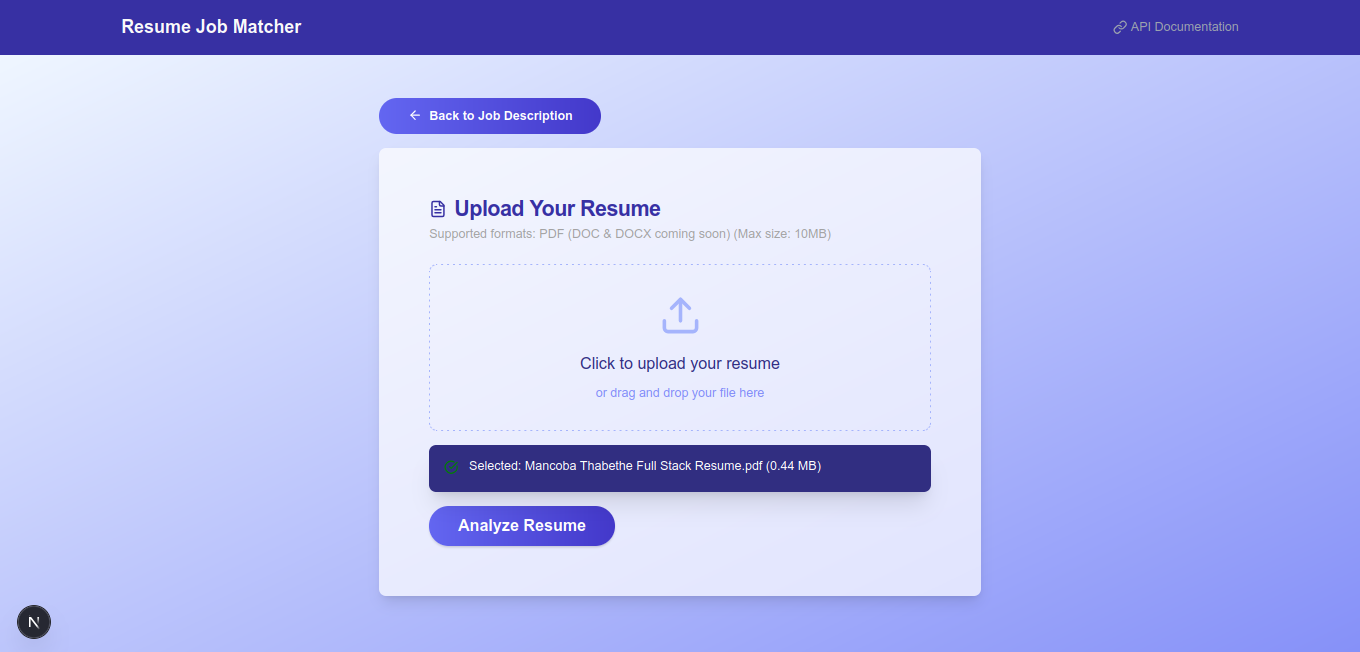 Resume Job Matcher
API Documentation
Back to Job Description
Upload Your Resume
Supported formats: PDF (DOC & DOCX coming soon) (Max size: 10MB)
Click to upload your resume
or drag and drop your file here
Selected: Mancoba Thabethe Full Stack Resume.pdf (0.44 MB)
Analyze Resume
N